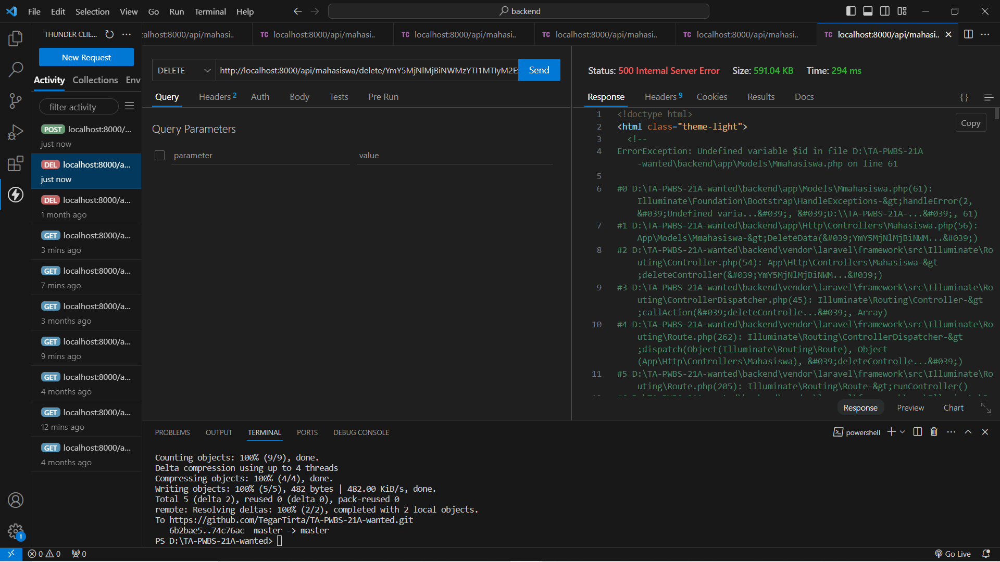 File Edit Selection View Go Run Terminal Help
backend
THUNDER CLIE...
New Request
Activity Collections Env
filter activity
POST localhost:8000/...
just now
DEL localhost:8000/a...
just now
DEL localhost:8000/a...
1 month ago
GET localhost:8000/a...
3 mins ago
GET localhost:8000/a...
7 mins ago
GET localhost:8000/a...
3 months ago
GET localhost:8000/a...
9 mins ago
GET localhost:8000/a...
4 months ago
GET localhost:8000/a...
12 mins ago
GET localhost:8000/a...
4 months ago
1
calhost:8000/api/mahasi..
TC localhost:8000/api/mahasi..
TC localhost:8000/api/mahasi..
TC localhost:8000/api/mahasi..
TC localhost:8000/api/mahasi..
TC localhost:8000/api/mahasi..
DELETE http://localhost:8000/api/mahasiswa/delete/YmY5MjNlMjBiNWMzYTI1MTIyM2E Send
Query Headers 2 Auth Body Tests Pre Run
Query Parameters
parameter value
Status: 500 Internal Server Error Size: 591.04 KB Time: 294 ms
Response Headers 9 Cookies Results Docs { }
Copy
1 <!doctype html>
2 <html class="theme-light">
3 <!--
4 ErrorException: Undefined variable $id in file D:\TA-PWBS-21A
-wanted\backend\app\Models\Mmahasiswa.php on line 61
5
6 #0 D:\TA-PWBS-21A-wanted\backend\app\Models\Mmahasiswa.php(61):
Illuminate\Foundation\Bootstrap\HandleExceptions-&gt;handleError(2,
&#039;Undefined varia...&#039;, &#039;D:\\TA-PWBS-21A-...&#039;, 61)
7 #1 D:\TA-PWBS-21A-wanted\backend\app\Http\Controllers\Mahasiswa.php(56):
App\Models\Mmahasiswa-&gt;DeleteData(&#039;YmY5MjNlMjBiNWM...&#039;)
8 #2 D:\TA-PWBS-21A-wanted\backend\vendor\laravel\framework\src\Illuminate\Ro
uting\Controller.php(54): App\Http\Controllers\Mahasiswa-&gt
;deleteController(&#039;YmY5MjNlMjBiNWM...&#039;)
9 #3 D:\TA-PWBS-21A-wanted\backend\vendor\laravel\framework\src\Illuminate\Ro
uting\ControllerDispatcher.php(45): Illuminate\Routing\Controller-&gt
;callAction(&#039;deleteControlle...&#039;, Array)
10 #4 D:\TA-PWBS-21A-wanted\backend\vendor\laravel\framework\src\Illuminate\Ro
uting\Route.php(262): Illuminate\Routing\ControllerDispatcher-&gt
;dispatch(Object(Illuminate\Routing\Route), Object
(App\Http\Controllers\Mahasiswa), &#039;deleteControlle...&#039;)
11 #5 D:\TA-PWBS-21A-wanted\backend\vendor\laravel\framework\src\Illuminate\Ro
uting\Route.php(205): Illuminate\Routing\Route-&gt;runController()
Response Preview Chart
PROBLEMS OUTPUT TERMINAL PORTS DEBUG CONSOLE
powershell
Counting objects: 100% (9/9), done.
Delta compression using up to 4 threads
Compressing objects: 100% (4/4), done.
Writing objects: 100% (5/5), 482 bytes | 482.00 KiB/s, done.
Total 5 (delta 2), reused 0 (delta 0), pack-reused 0
remote: Resolving deltas: 100% (2/2), completed with 2 local objects.
To https://github.com/TegarTirta/TA-PWBS-21A-wanted.git
6b2bae5..74c76ac master -> master
PS D:\TA-PWBS-21A-wanted>
0 0 0
Go Live